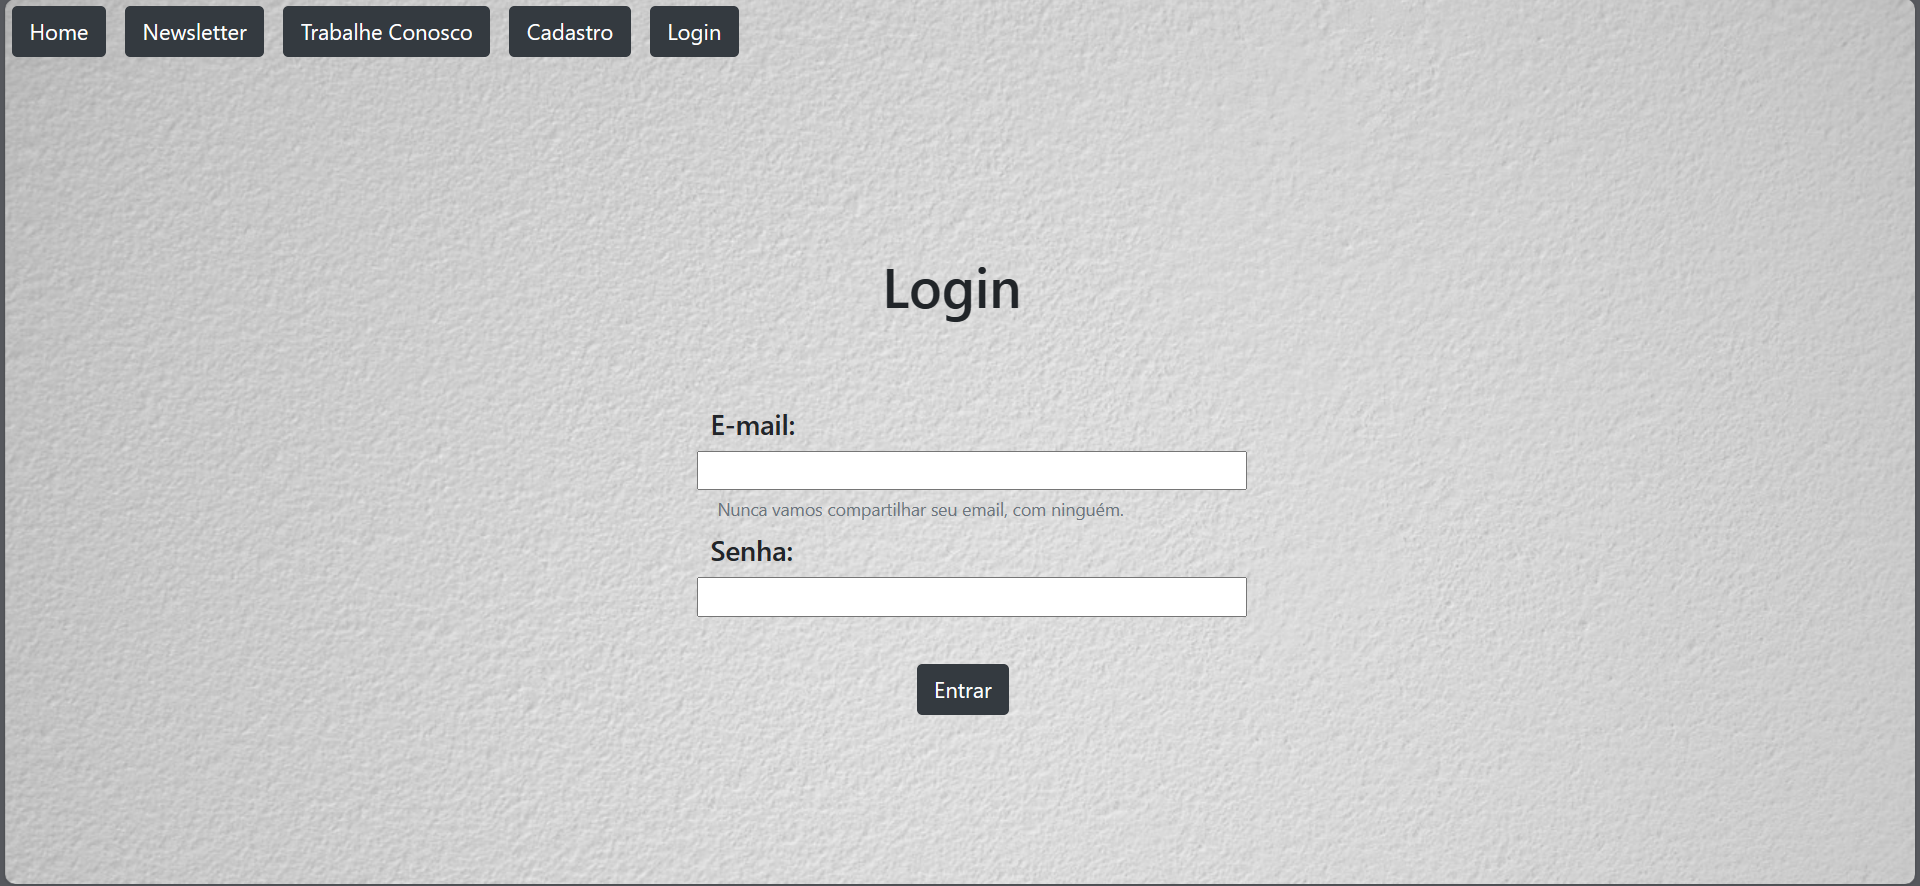 Home Newsletter Trabalhe Conosco Cadastro Login
Login
E-mail:
Nunca vamos compartilhar seu email, com ninguém.
Senha:
Entrar